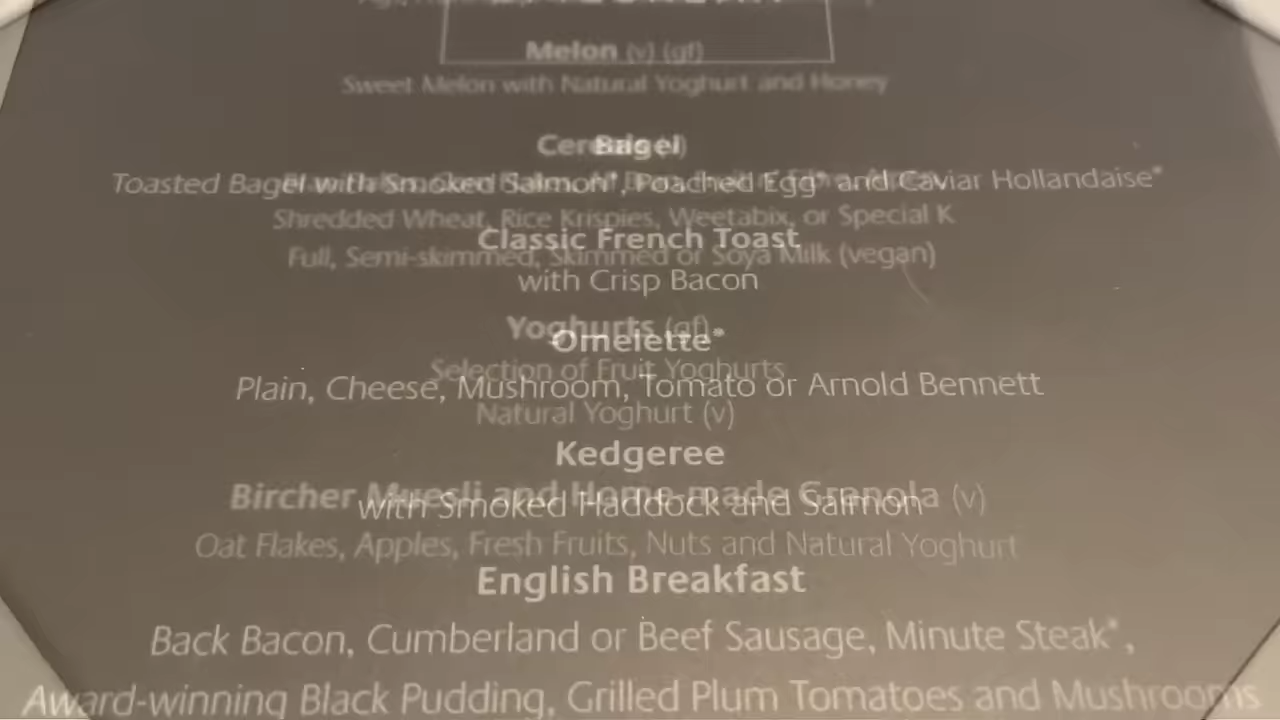 Melon (v) (gf)
Sweet Melon with Natural Yoghurt and Honey
Bagel
Toasted Bagel with Smoked Salmon*, Poached Egg* and Caviar Hollandaise*
Shredded Wheat, Rice Krispies, Weetabix, or Special K
Classic French Toast
Full, Semi-skimmed, Skimmed or Soya Milk (vegan)
with Crisp Bacon
Yoghurts (gf)
Omelette*
Selection of Fruit Yoghurts
Plain, Cheese, Mushroom, Tomato or Arnold Bennett
Natural Yoghurt (v)
Kedgeree
Bircher Muesli and Home-made Granola (v)
with Smoked Haddock and Salmon
Oat Flakes, Apples, Fresh Fruits, Nuts and Natural Yoghurt
English Breakfast
Back Bacon, Cumberland or Beef Sausage, Minute Steak*,
Award-winning Black Pudding, Grilled Plum Tomatoes and Mushrooms